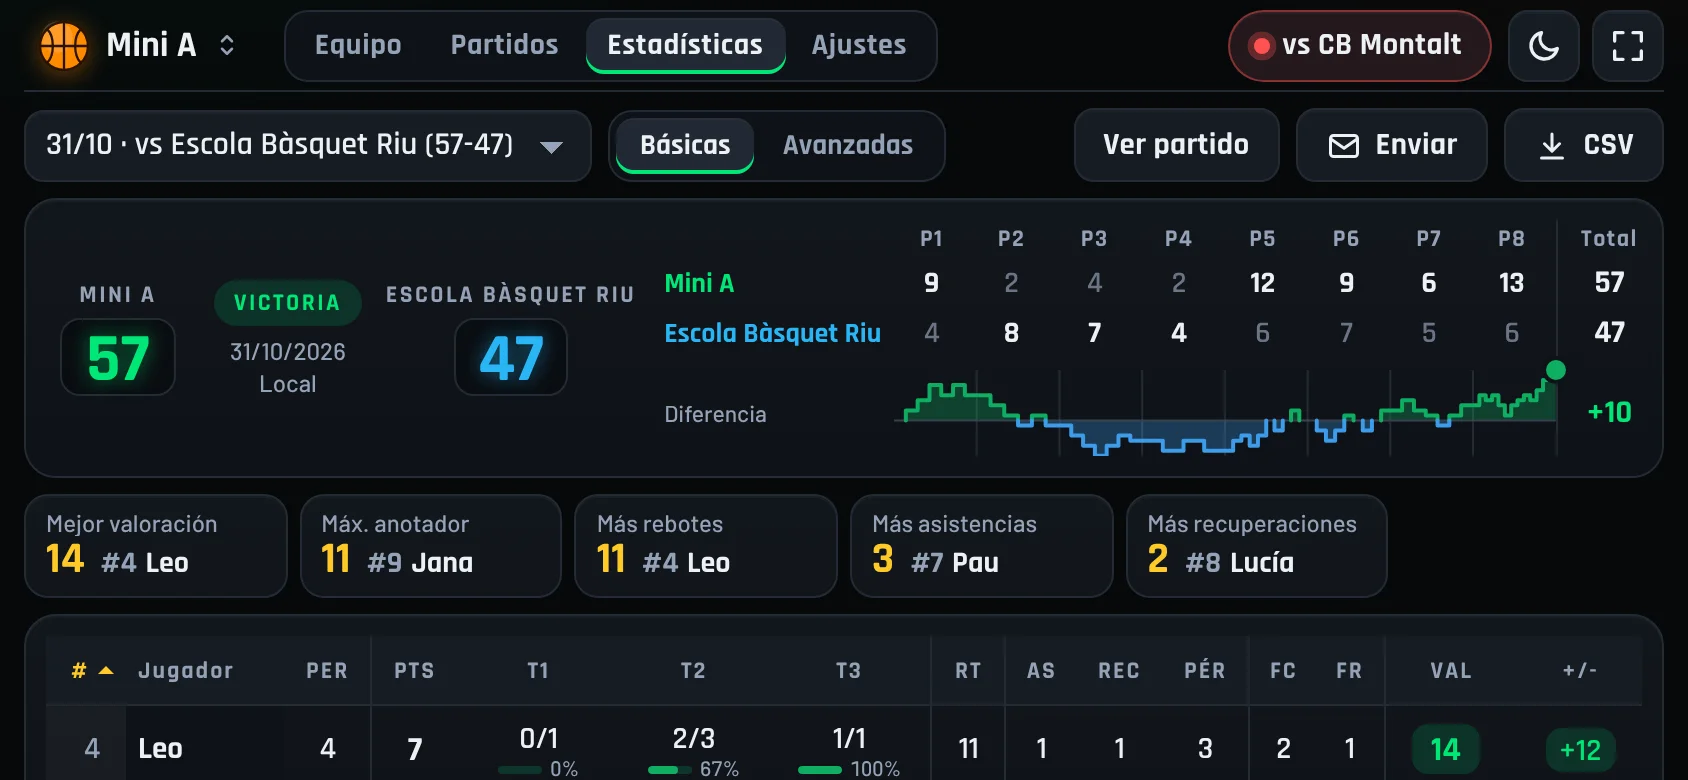 Mini A
Equipo Partidos Estadísticas Ajustes
vs CB Montalt
31/10 · vs Escola Bàsquet Riu (57-47)
Básicas Avanzadas
Ver partido Enviar CSV
MINI A
57
VICTORIA
31/10/2026
Local
ESCOLA BÀSQUET RIU
47
P1 P2 P3 P4 P5 P6 P7 P8 Total
Mini A 9 2 4 2 12 9 6 13 57
Escola Bàsquet Riu 4 8 7 4 6 7 5 6 47
Diferencia +10
Mejor valoración
14 #4 Leo
Máx. anotador
11 #9 Jana
Más rebotes
11 #4 Leo
Más asistencias
3 #7 Pau
Más recuperaciones
2 #8 Lucía
# Jugador PER PTS T1 T2 T3 RT AS REC PÉR FC FR VAL +/-
4 Leo 4 7 0/1 2/3 1/1 11 1 1 3 2 1 14 +12
0% 67% 100%